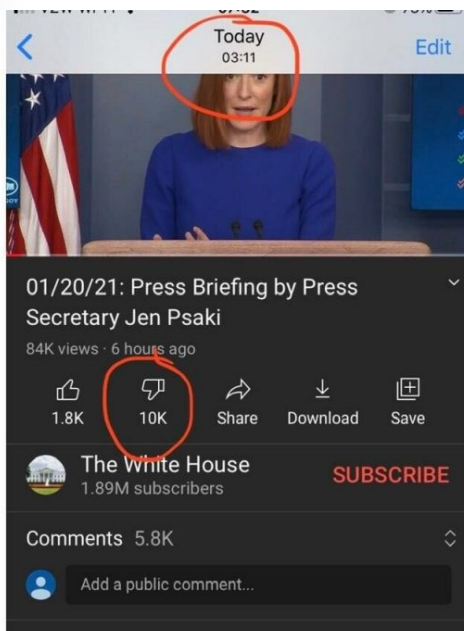 Today
Edit
03:11
01/20/21: Press Briefing by Press
Secretary Jen Psaki
84K views · 6 hours ago
1.8K 10K Share Download Save
The White House
1.89M subscribers
SUBSCRIBE
Comments 5.8K
Add a public comment...